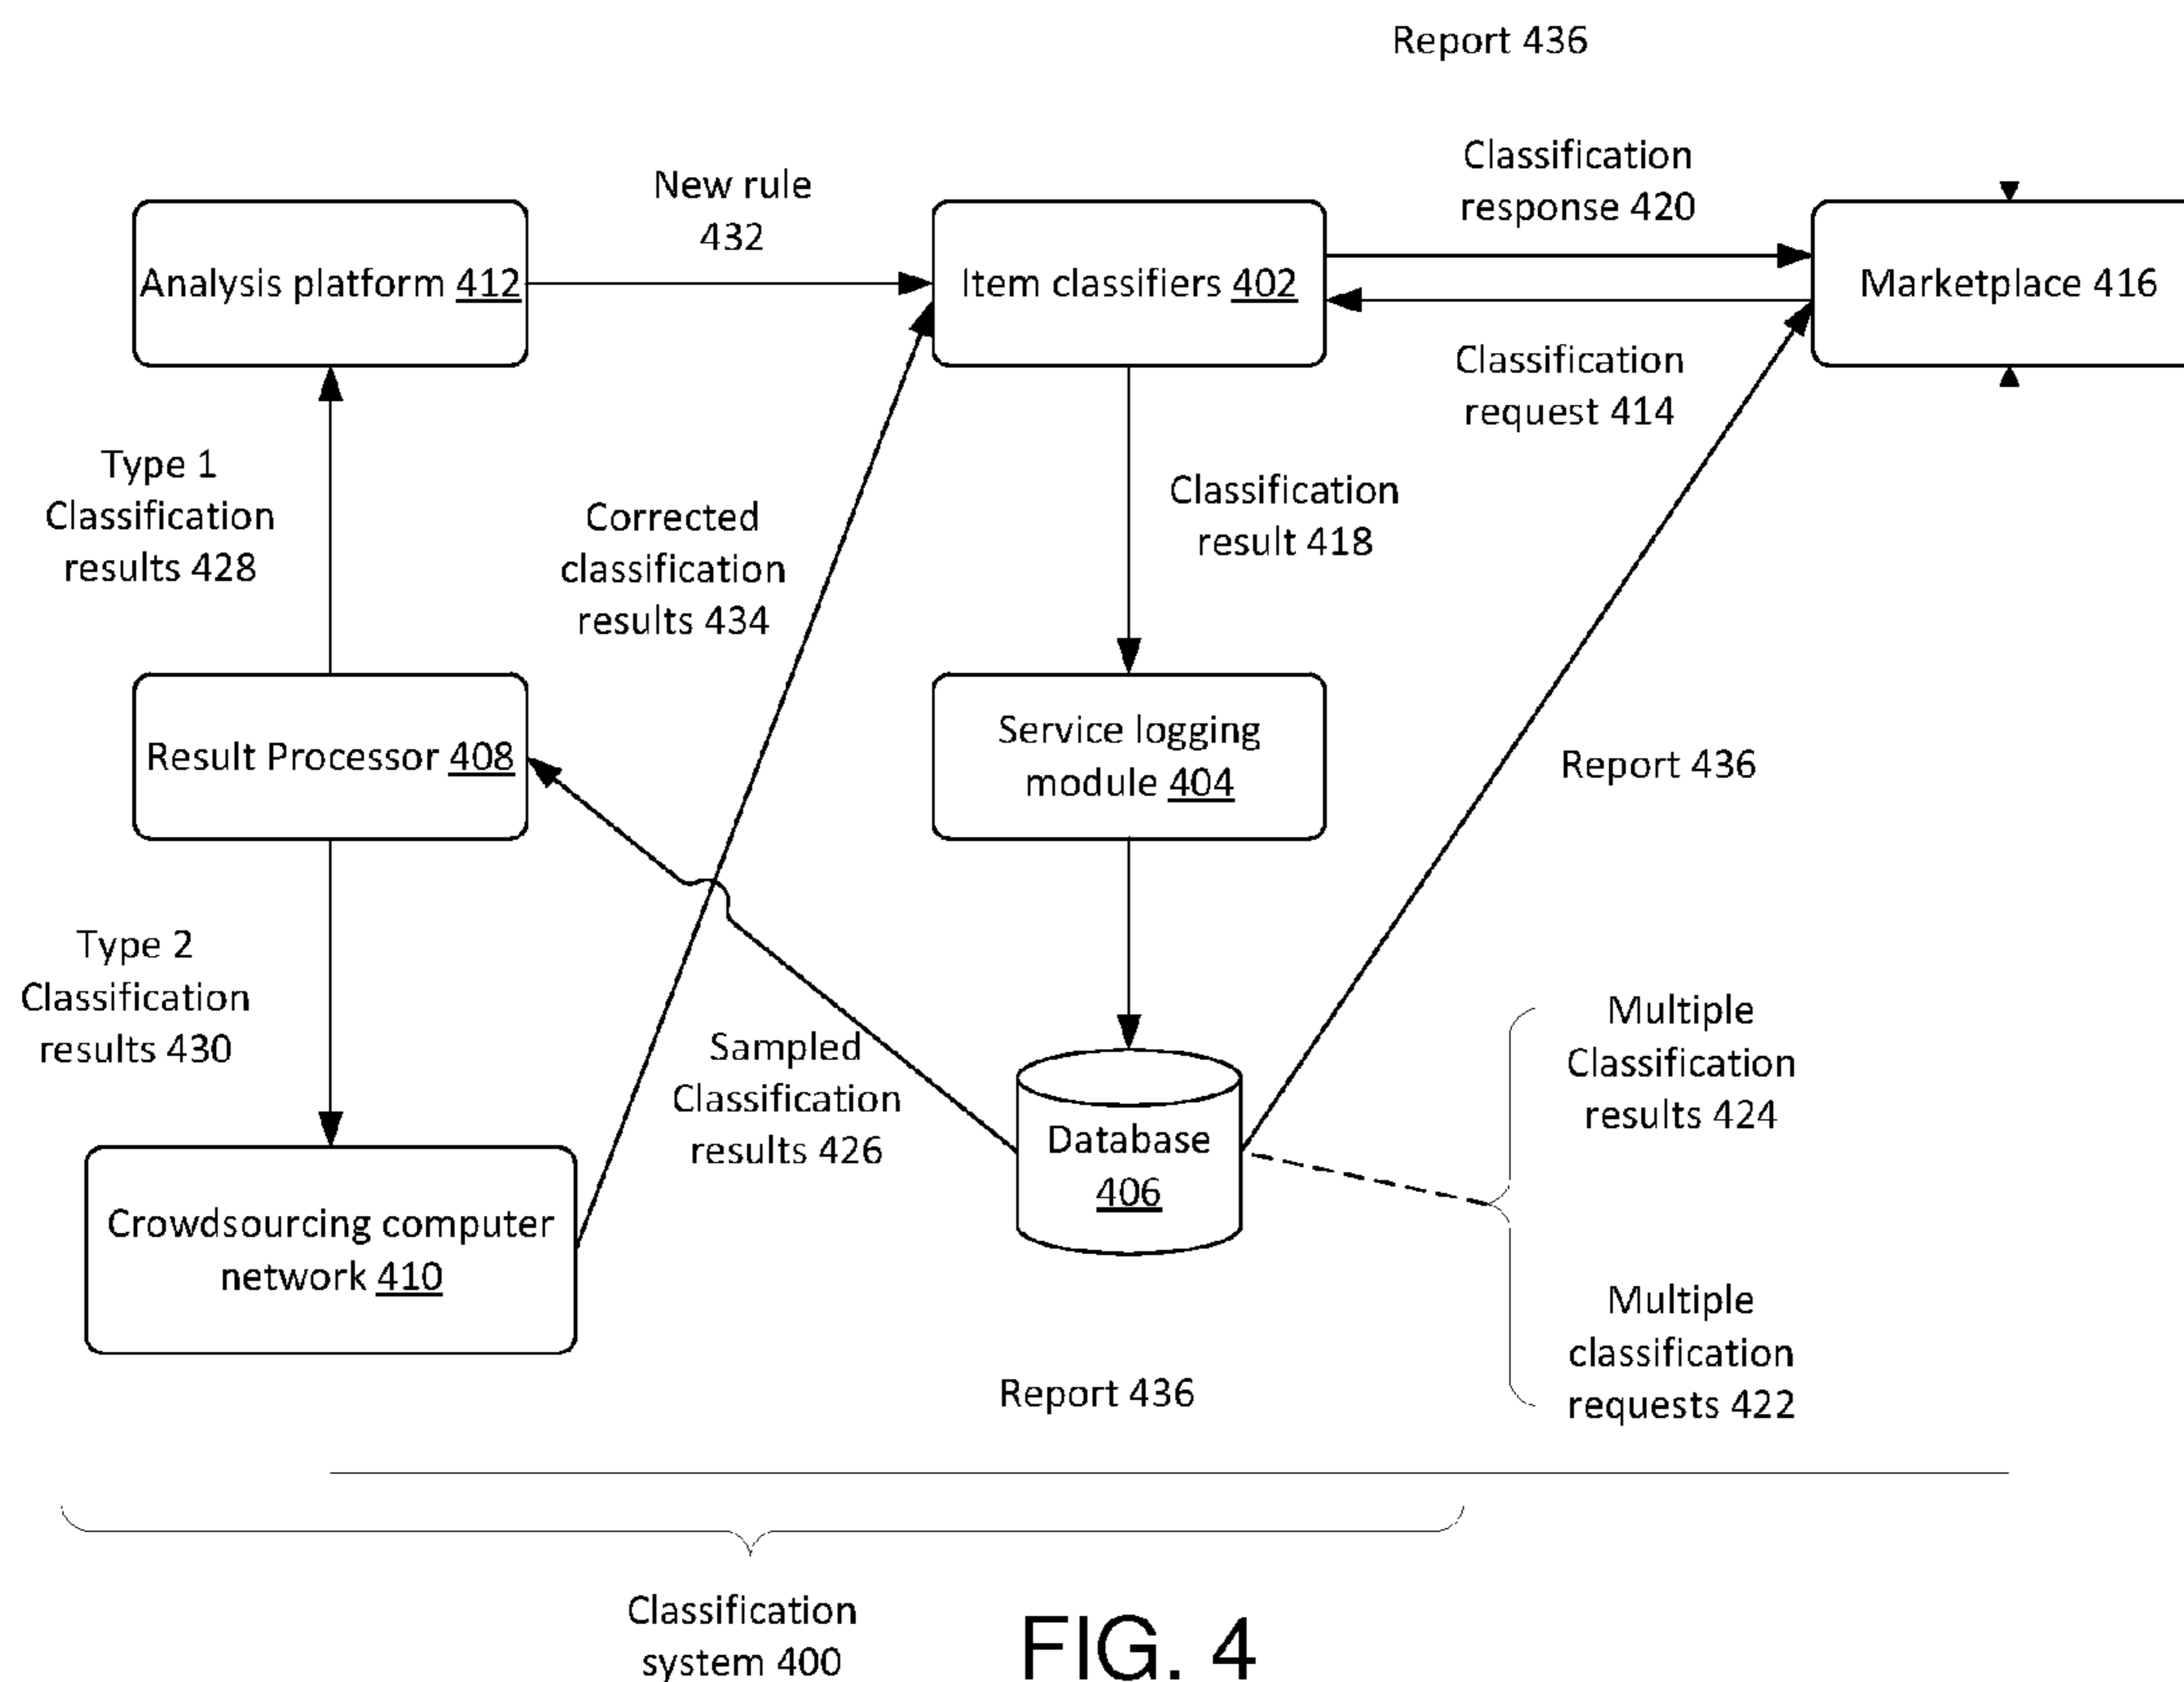 Report 436
Classification
response 420
New rule
432
Analysis platform 412
Item classifiers 402
Marketplace 416
Classification
request 414
Type 1
Classification
results 428
Corrected
classification
results 434
Classification
result 418
Result Processor 408
Service logging
module 404
Report 436
Type 2
Classification
results 430
Sampled
Classification
results 426
Multiple
Classification
results 424
Database
406
Crowdsourcing computer
network 410
Multiple
classification
requests 422
Report 436
Classification
system 400
FIG. 4